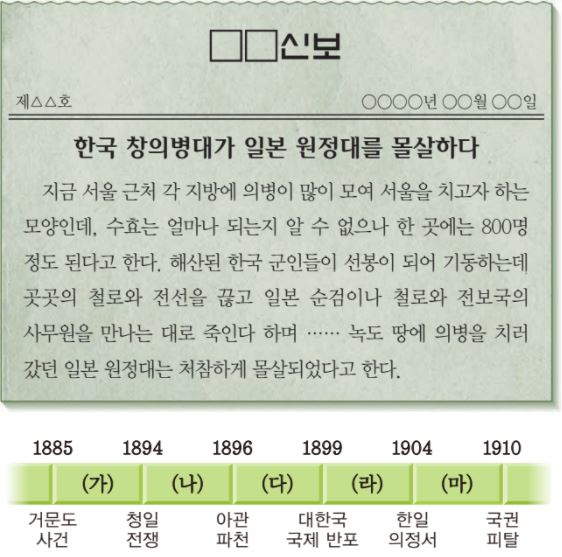 □□신보
제△△호 ○○○○년 ○○월 ○○일
한국 창의병대가 일본 원정대를 몰살하다
지금 서울 근처 각 지방에 의병이 많이 모여 서울을 치고자 하는
모양인데, 수효는 얼마나 되는지 알 수 없으나 한 곳에는 800명
정도 된다고 한다. 해산된 한국 군인들이 선봉이 되어 기동하는데
곳곳의 철로와 전선을 끊고 일본 순검이나 철로와 전보국의
사무원을 만나는 대로 죽인다 하며 …… 녹도 땅에 의병을 치러
갔던 일본 원정대는 처참하게 몰살되었다고 한다.
1885 1894 1896 1899 1904 1910
(가) (나) (다) (라) (마)
거문도 청일 아관 대한국 한일 국권
사건 전쟁 파천 국제 반포 의정서 피탈